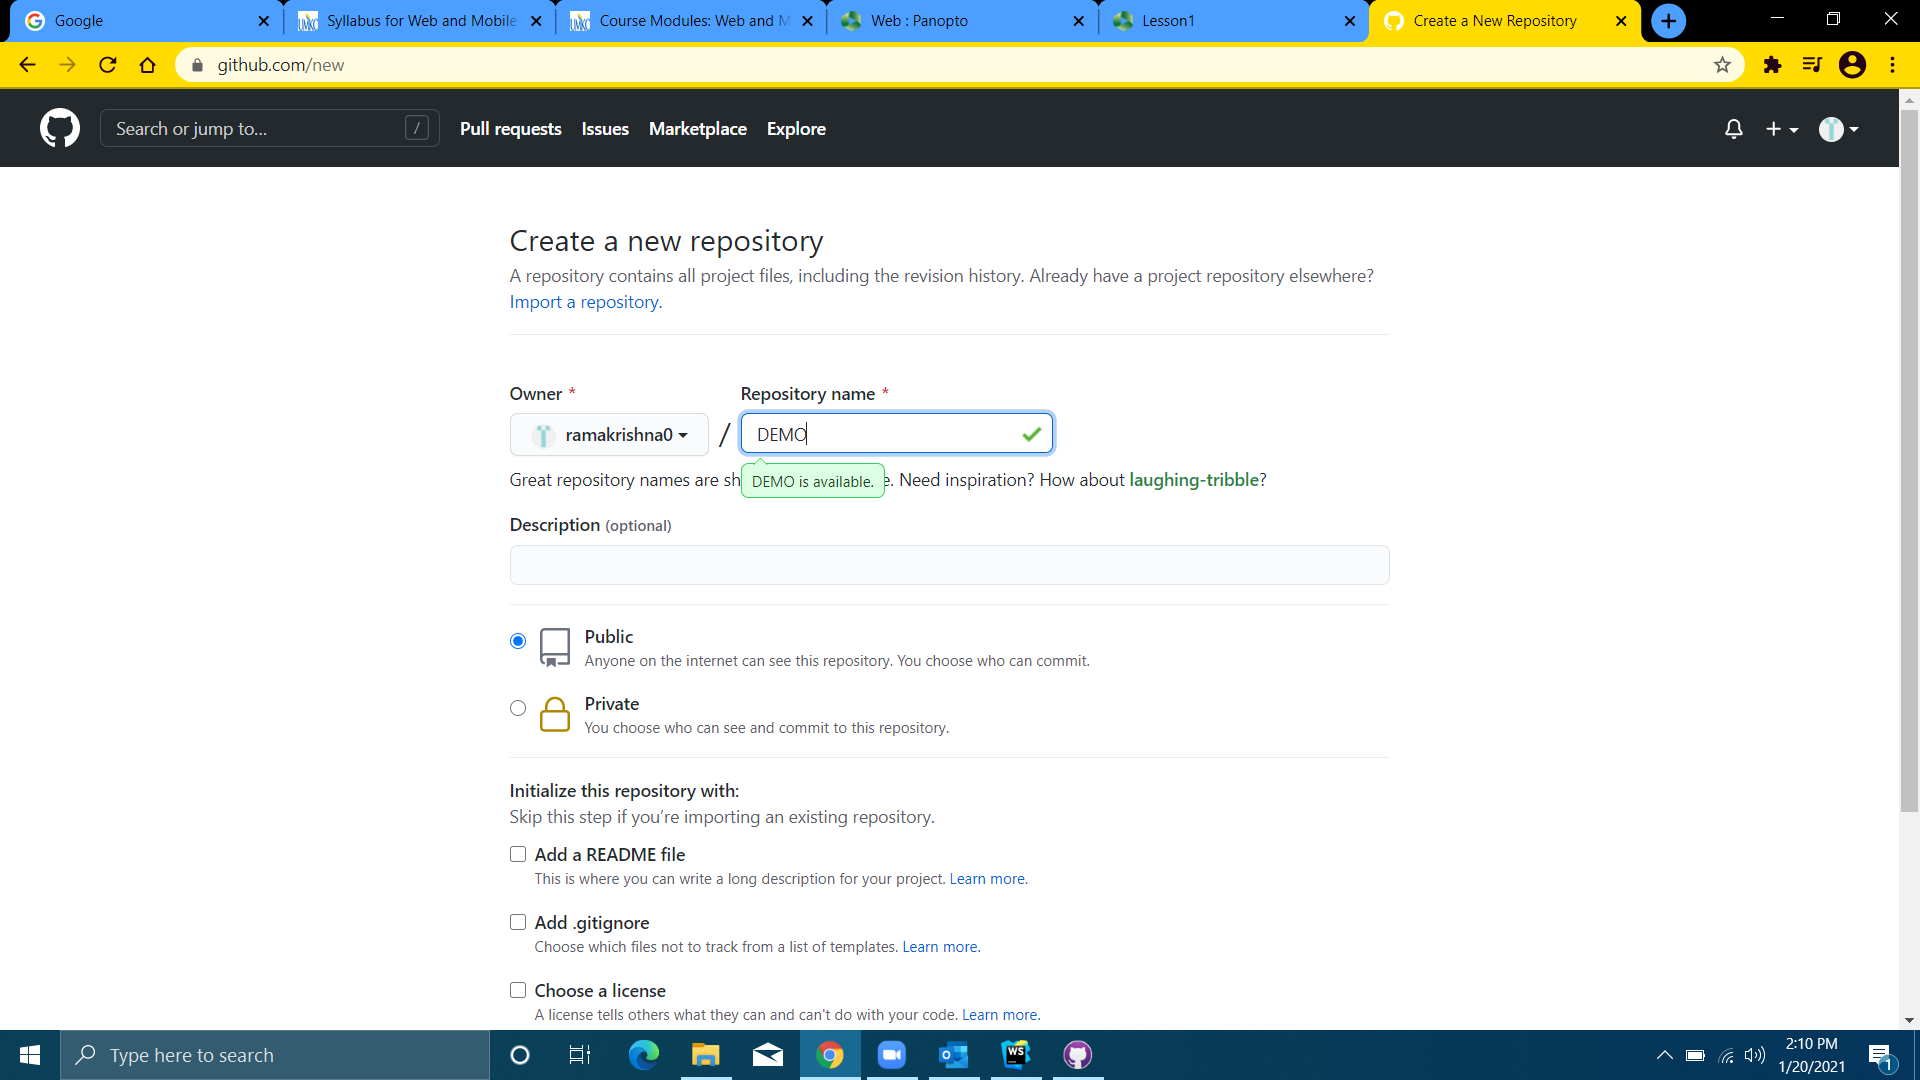 Google
Syllabus for Web and Mobile
Course Modules: Web and M
Web : Panopto
Lesson1
Create a New Repository
github.com/new
Search or jump to...
/
Pull requests
Issues
Marketplace
Explore
Create a new repository
A repository contains all project files, including the revision history. Already have a project repository elsewhere?
Import a repository.
Owner *
Repository name *
ramakrishna0
/
DEMO
Great repository names are sh
DEMO is available.
e. Need inspiration? How about laughing-tribble?
Description (optional)
Public
Anyone on the internet can see this repository. You choose who can commit.
Private
You choose who can see and commit to this repository.
Initialize this repository with:
Skip this step if you’re importing an existing repository.
Add a README file
This is where you can write a long description for your project. Learn more.
Add .gitignore
Choose which files not to track from a list of templates. Learn more.
Choose a license
A license tells others what they can and can't do with your code. Learn more.
Type here to search
WS
2:10 PM
1/20/2021
1